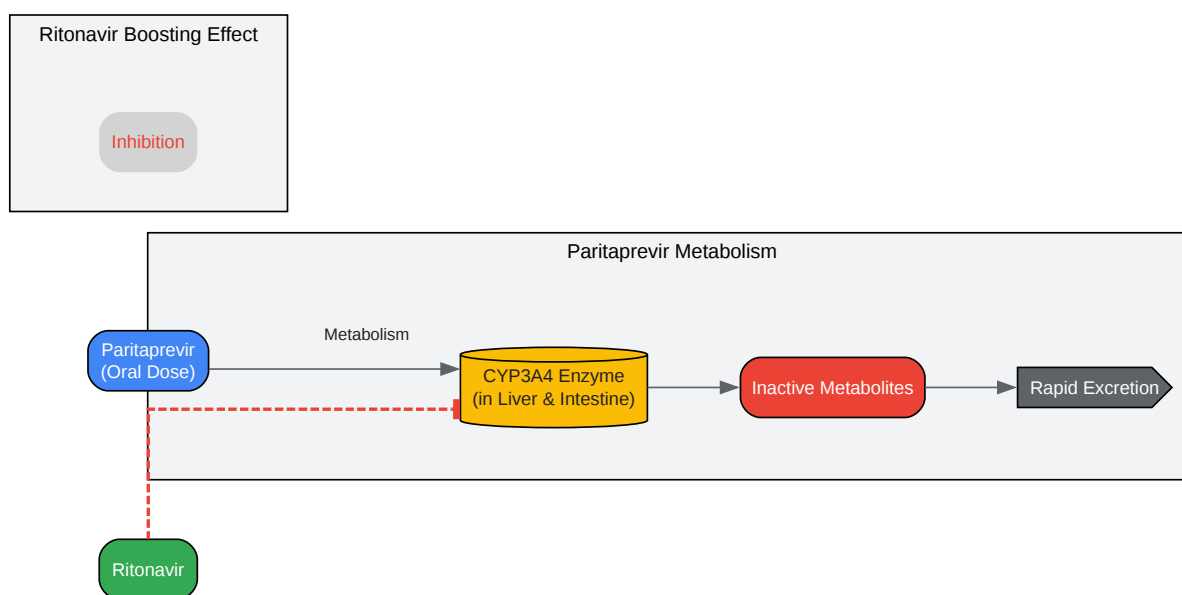 Ritonavir Boosting Effect
Inhibition
Paritaprevir Metabolism
Metabolism
Paritaprevir
(Oral Dose)
CYP3A4 Enzyme
(in Liver & Intestine)
Inactive Metabolites
Rapid Excretion
Ritonavir